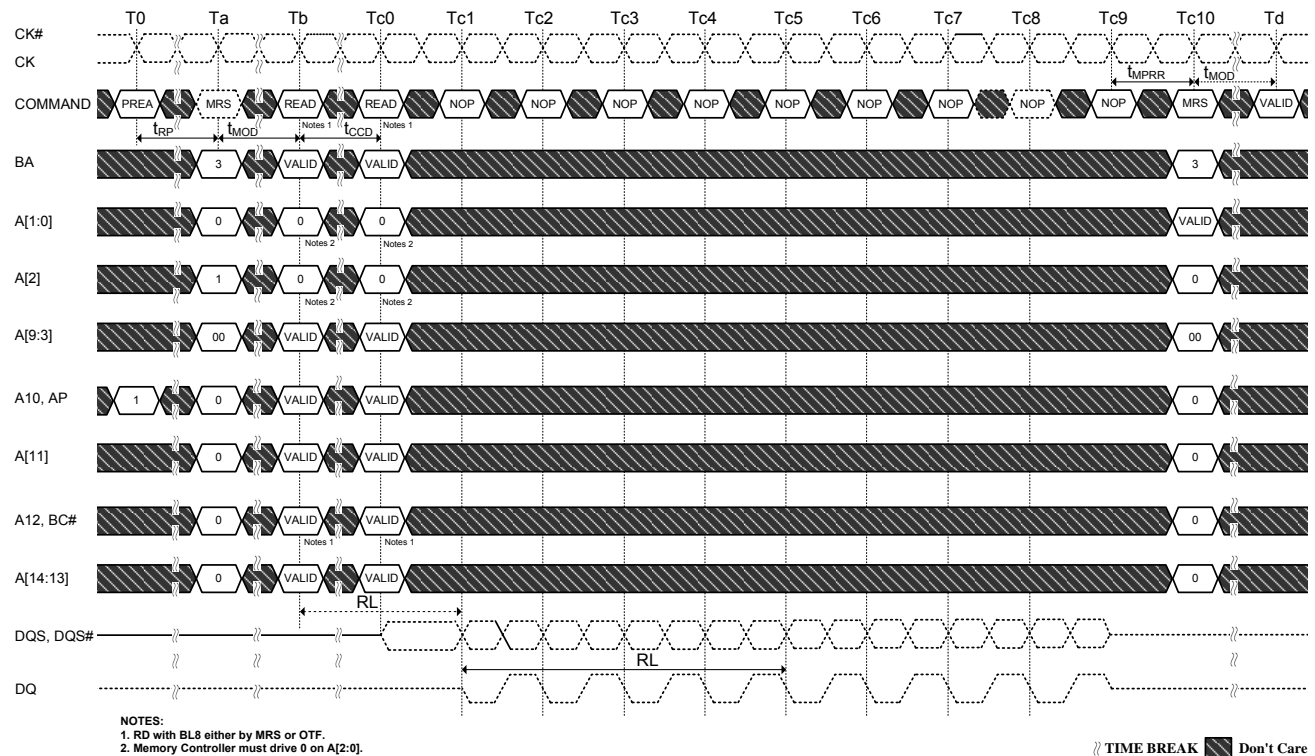 T0 Ta Tb Tc0 Tc1 Tc2 Tc3 Tc4 Tc5 Tc6 Tc7 Tc8 Tc9 Tc10 Td
CK#
CK
tMPRR tMOD
COMMAND PREA MRS READ READ NOP NOP NOP NOP NOP NOP NOP NOP NOP MRS VALID
Notes 1 Notes 1
tRP tMOD tCCD
BA 3 VALID VALID 3
A[1:0] 0 0 0 VALID
Notes 2 Notes 2
A[2] 1 0 0 0
Notes 2 Notes 2
A[9:3] 00 VALID VALID 00
A10, AP 1 0 VALID VALID 0
A[11] 0 VALID VALID 0
A12, BC# 0 VALID VALID 0
Notes 1 Notes 1
A[14:13] 0 VALID VALID 0
RL
DQS, DQS#
RL
DQ
NOTES:
1. RD with BL8 either by MRS or OTF.
2. Memory Controller must drive 0 on A[2:0].
TIME BREAK Don't Care